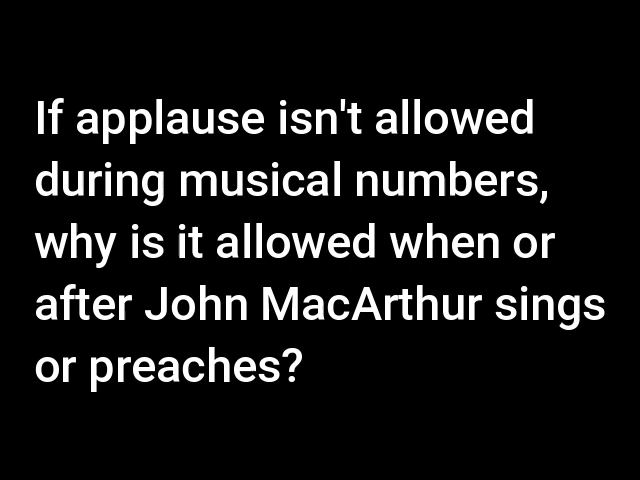 If applause isn't allowed
during musical numbers,
why is it allowed when or
after John MacArthur sings
or preaches?